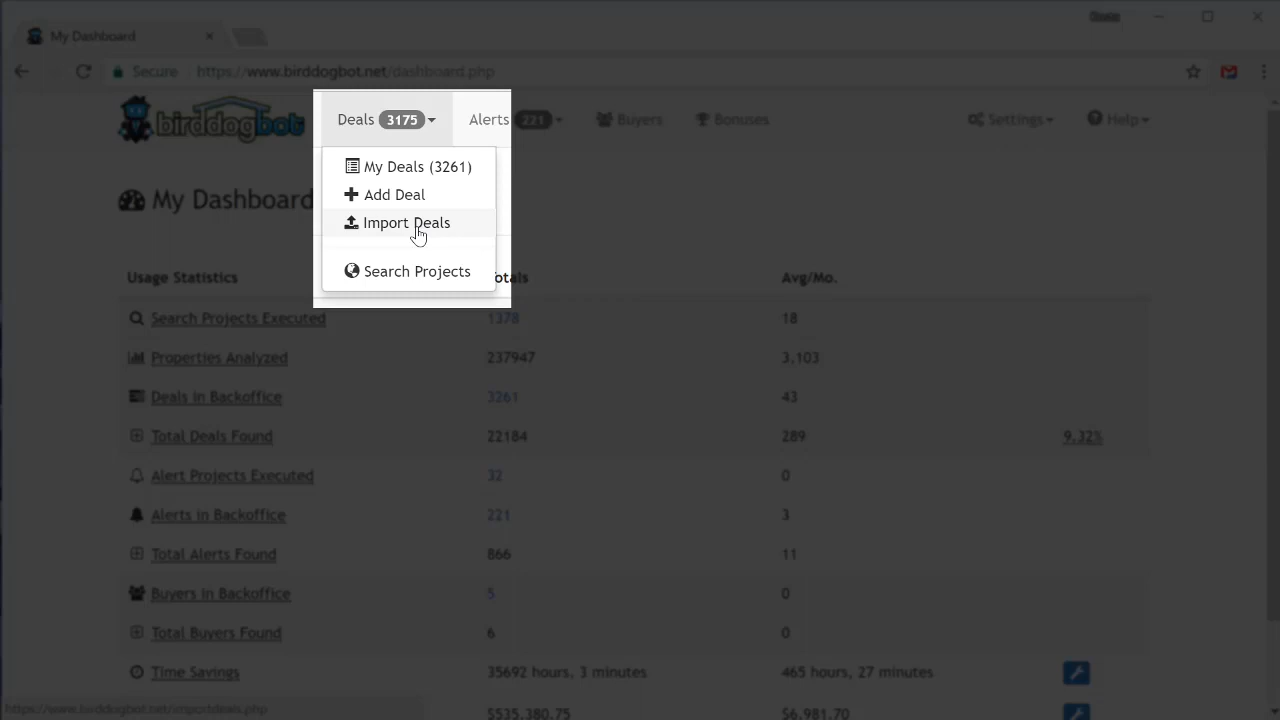 My Dashboard
Secure https://www.birddogbot.net/dashboard.php
birddogbot Deals 3175 Alerts 221 Buyers Bonuses Settings Help
My Deals (3261)
Add Deal
Import Deals
Search Projects
My Dashboard
Usage Statistics Totals Avg/Mo.
Search Projects Executed 1378 18
Properties Analyzed 237947 3,103
Deals in Backoffice 3261 43
Total Deals Found 22184 289 9.32%
Alert Projects Executed 32 0
Alerts in Backoffice 221 3
Total Alerts Found 866 11
Buyers in Backoffice 5 0
Total Buyers Found 6 0
Time Savings 35692 hours, 3 minutes 465 hours, 27 minutes
$535,380.75 $6,981.70
https://www.birddogbot.net/importdeals.php